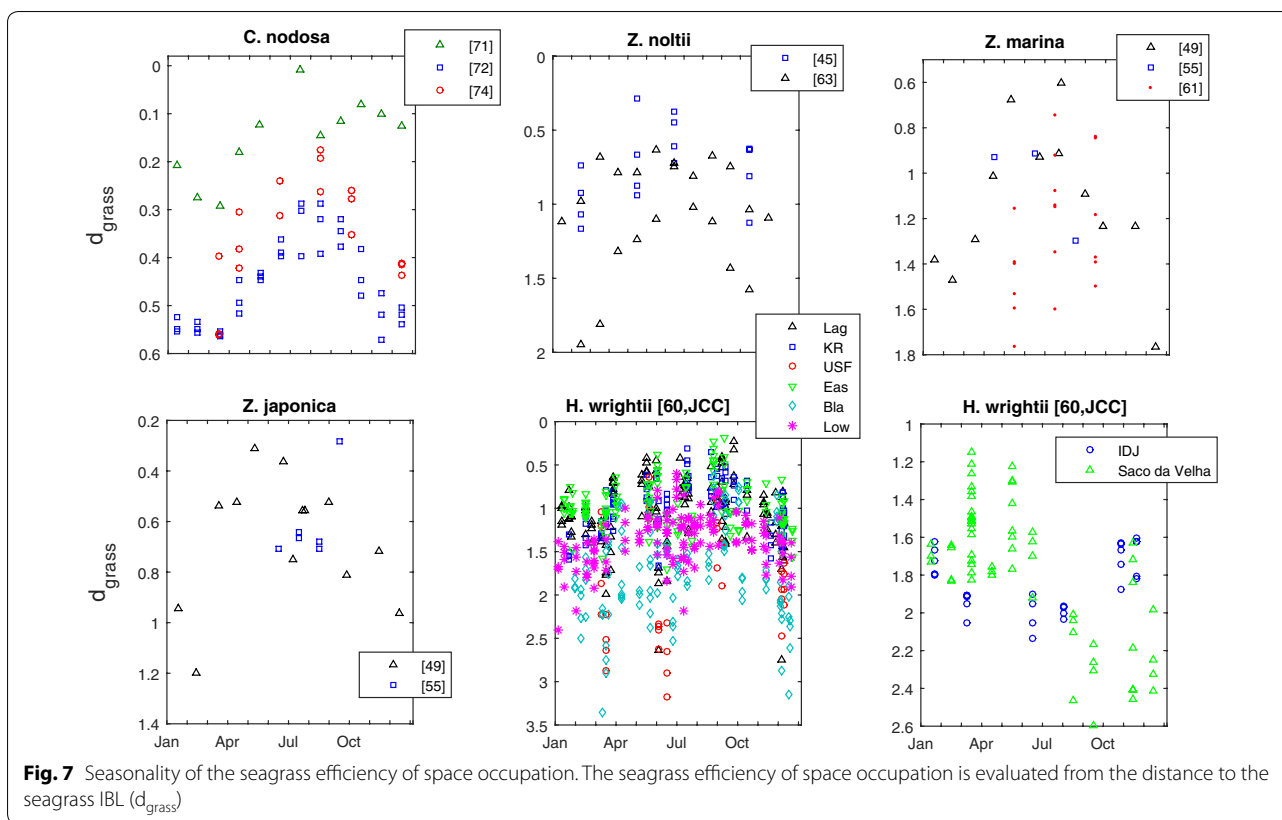 C. nodosa
[71]
[72]
[74]
0
0.1
0.2
0.3
0.4
0.5
0.6
d_grass
Z. noltii
[45]
[63]
0
0.5
1
1.5
2
Z. marina
[49]
[55]
[61]
0.6
0.8
1
1.2
1.4
1.6
1.8
Z. japonica
0.2
0.4
0.6
0.8
1
1.2
1.4
d_grass
[49]
[55]
Jan Apr Jul Oct
Lag
KR
USF
Eas
Bla
Low
H. wrightii [60,JCC]
0
0.5
1
1.5
2
2.5
3
3.5
Jan Apr Jul Oct
H. wrightii [60,JCC]
IDJ
Saco da Velha
1
1.2
1.4
1.6
1.8
2
2.2
2.4
2.6
Jan Apr Jul Oct
Fig. 7 Seasonality of the seagrass efficiency of space occupation. The seagrass efficiency of space occupation is evaluated from the distance to the
seagrass IBL (d_grass)